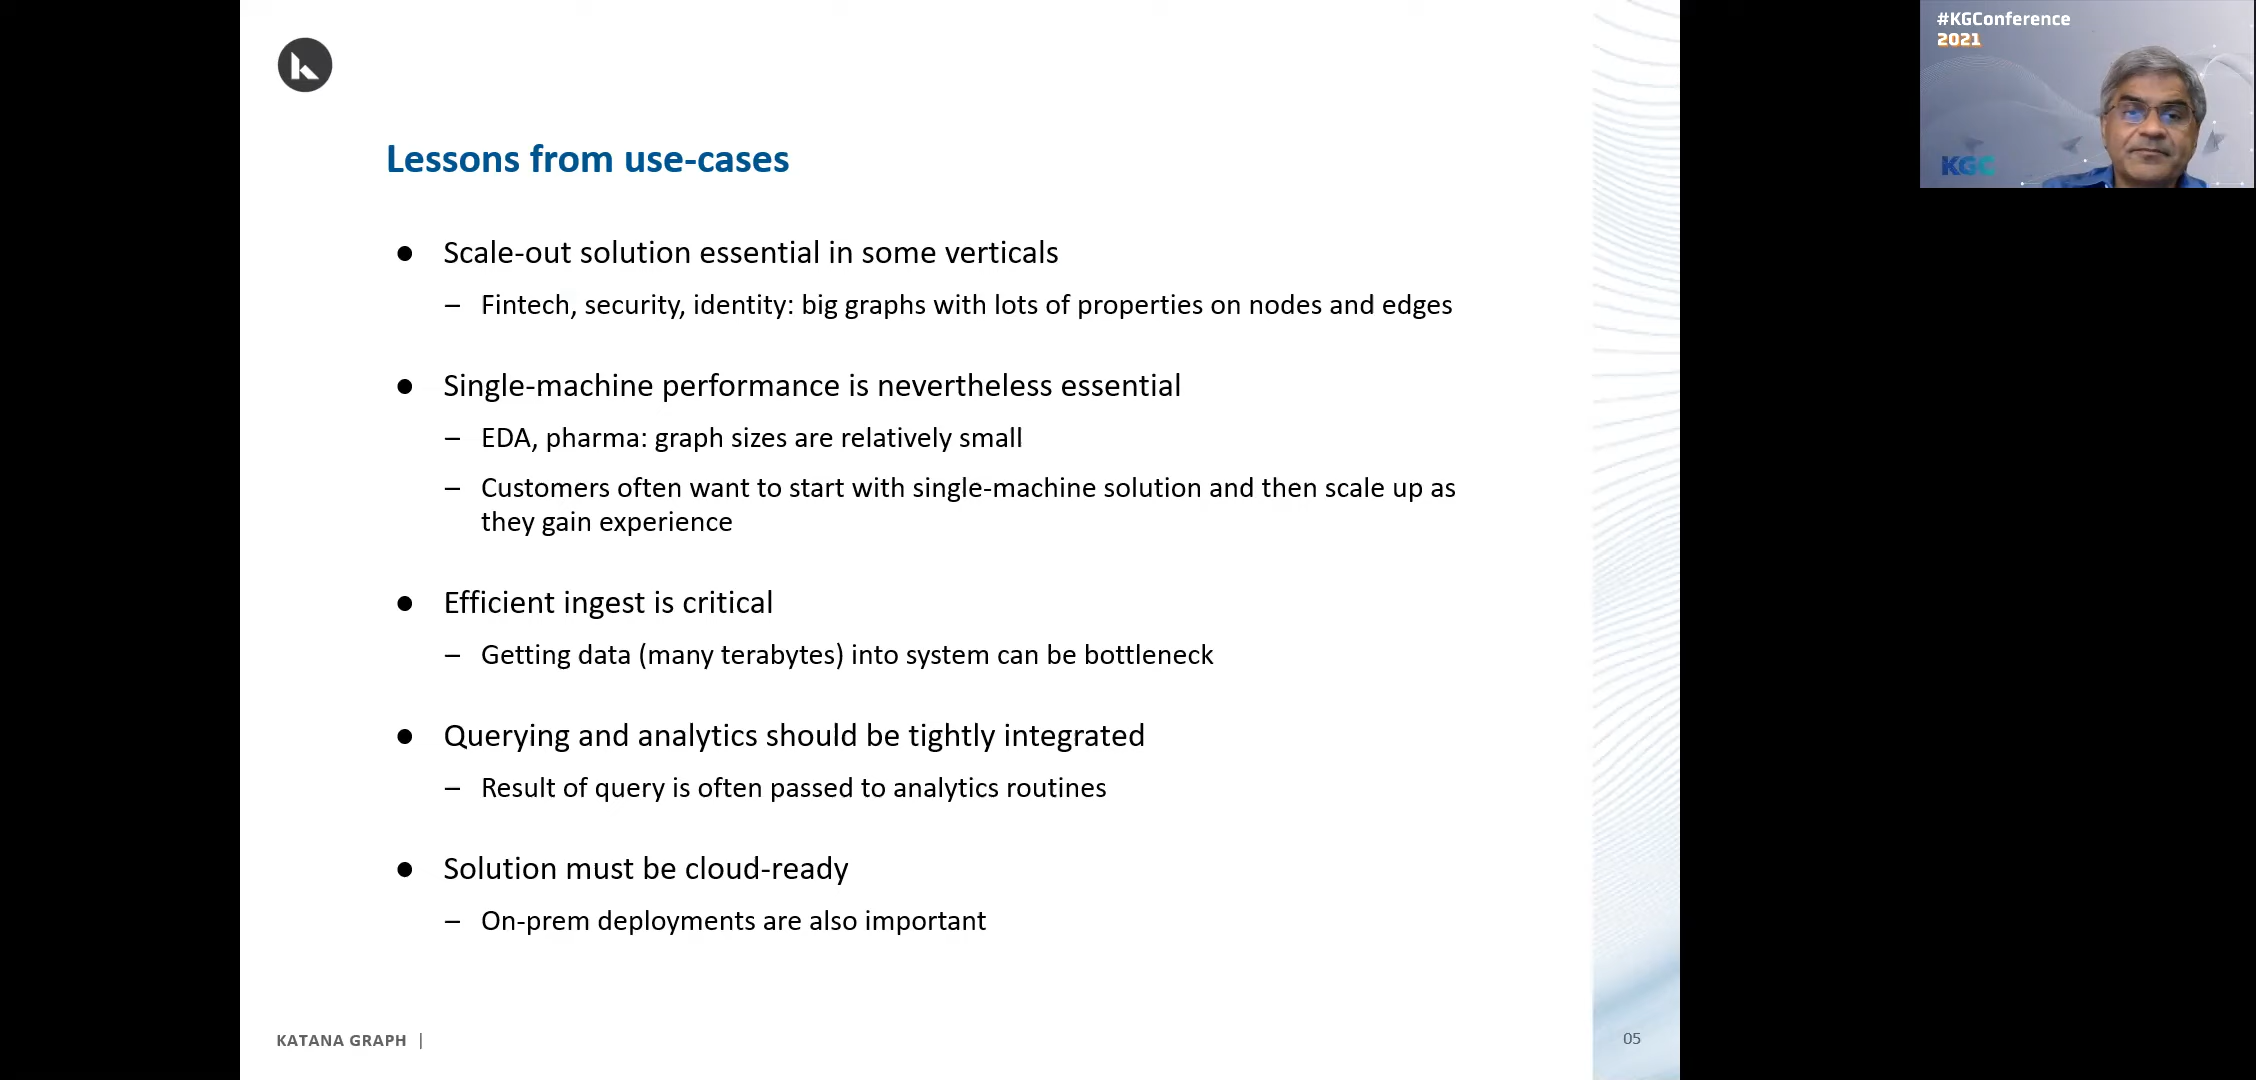 #KGConference
2021
KGC
Lessons from use-cases
● Scale-out solution essential in some verticals
– Fintech, security, identity: big graphs with lots of properties on nodes and edges
● Single-machine performance is nevertheless essential
– EDA, pharma: graph sizes are relatively small
– Customers often want to start with single-machine solution and then scale up as
they gain experience
● Efficient ingest is critical
– Getting data (many terabytes) into system can be bottleneck
● Querying and analytics should be tightly integrated
– Result of query is often passed to analytics routines
● Solution must be cloud-ready
– On-prem deployments are also important
KATANA GRAPH |
05